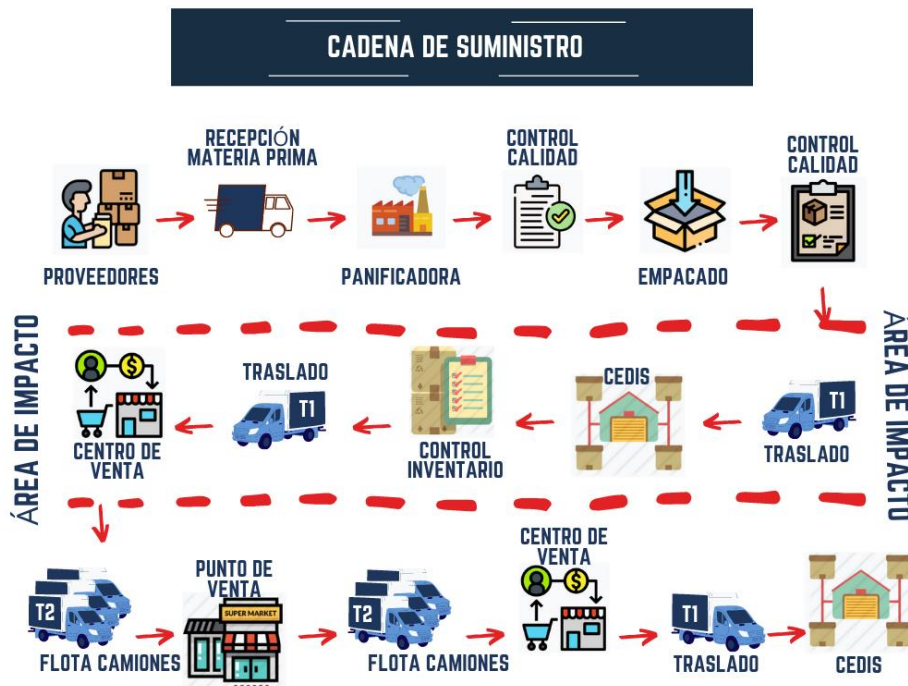 CADENA DE SUMINISTRO
RECEPCIÓN
MATERIA PRIMA
CONTROL
CALIDAD
CONTROL
CALIDAD
PROVEEDORES
PANIFICADORA
EMPACADO
ÁREA DE IMPACTO
ÁREA DE IMPACTO
TRASLADO
T1
CEDIS
CONTROL
INVENTARIO
TRASLADO
T1
CENTRO DE
VENTA
T2
FLOTA CAMIONES
PUNTO DE
VENTA
SUPER MARKET
T2
FLOTA CAMIONES
CENTRO DE
VENTA
T1
TRASLADO
CEDIS